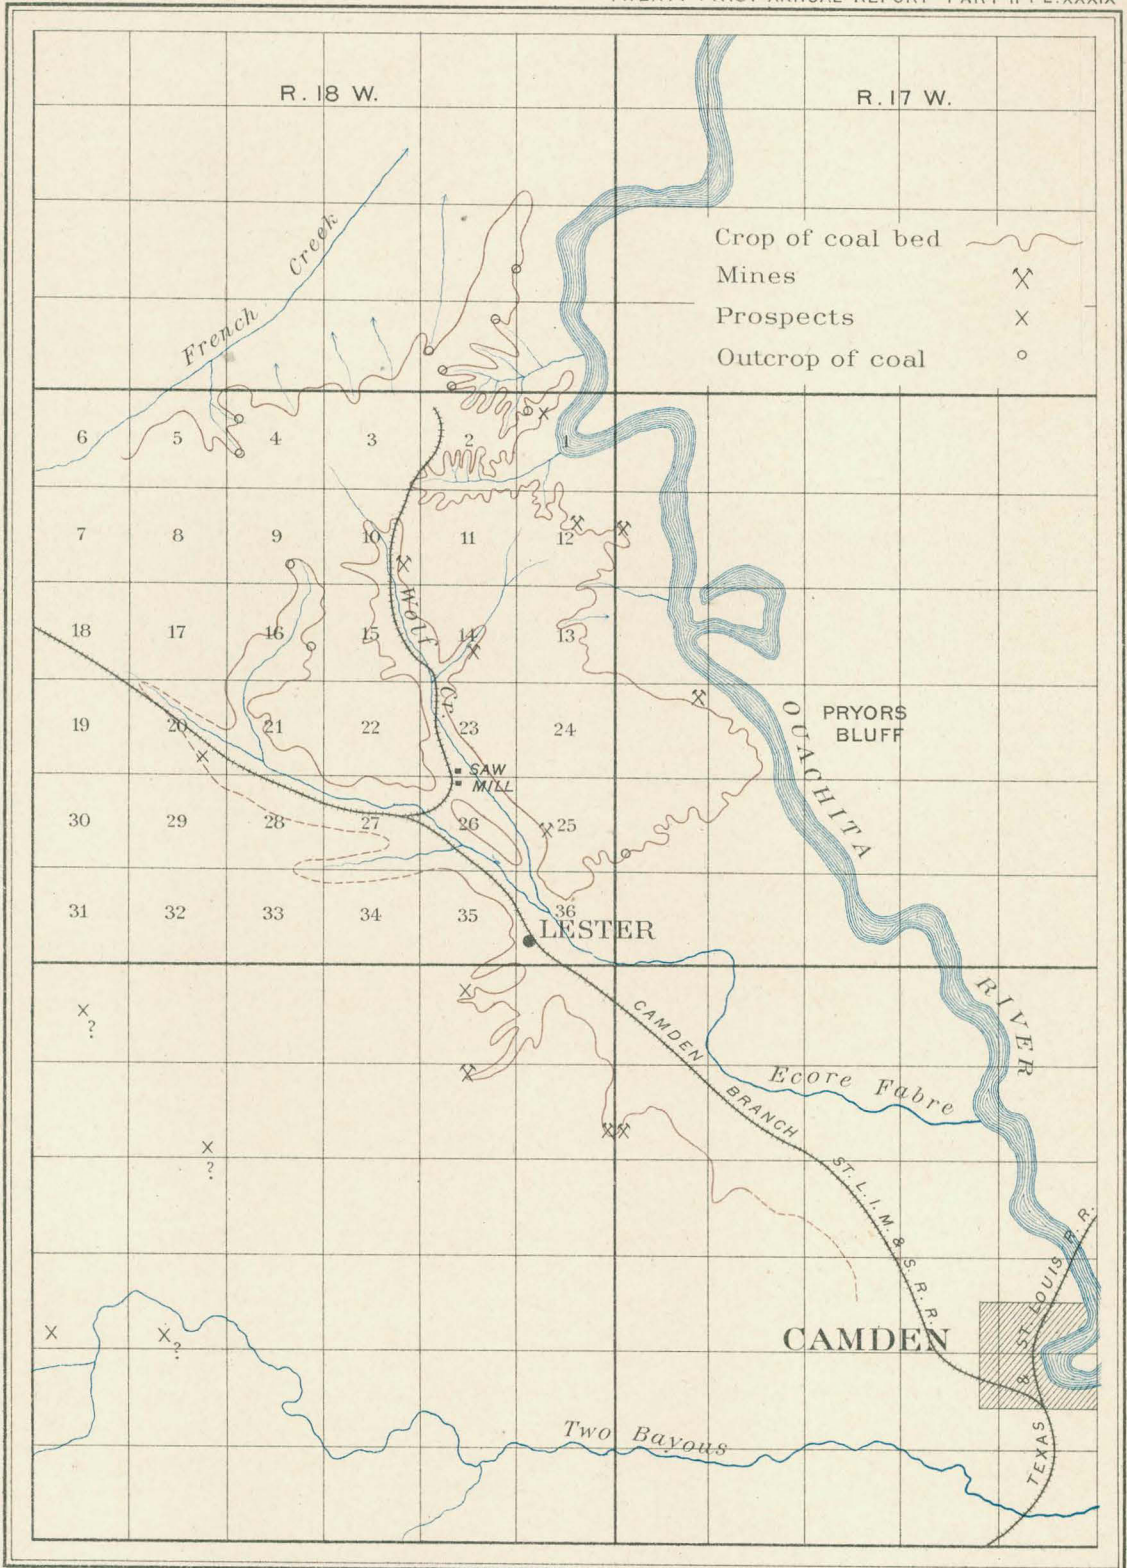 R. 18 W.
R. 17 W.
French Creek
Crop of coal bed
Mines
Prospects
Outcrop of coal
6 5 4 3 2 1
7 8 9 10 11 12
18 17 16 15 14 13
Wolf Cr.
19 20 21 22 23 24
PRYORS
BLUFF
OUACHITA RIVER
SAW
MILL
30 29 28 27 26 25
31 32 33 34 35 36
LESTER
?
CAMDEN BRANCH ST. L. I. M. & S. R. R.
Ecore Fabre
?
?
CAMDEN
TEXAS & ST. LOUIS R. R.
Two Bayous